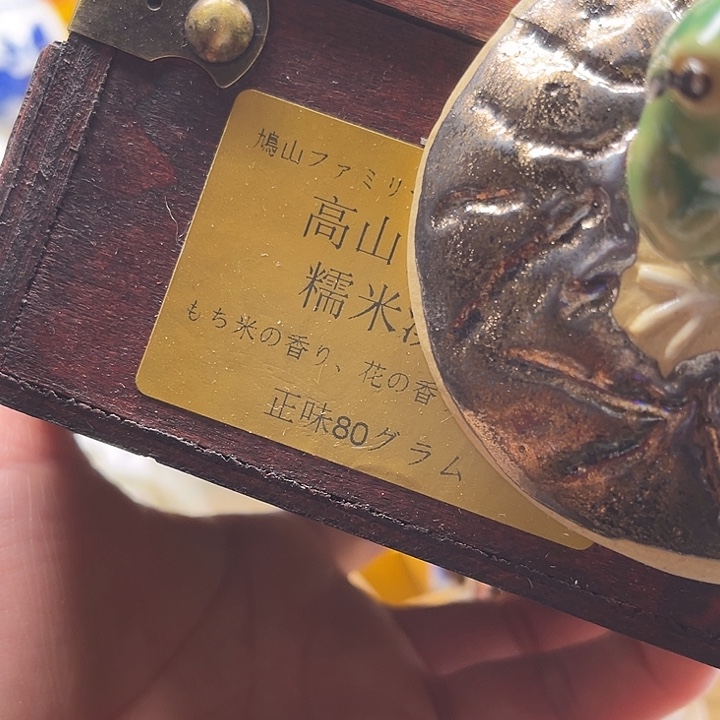 鳩山ファミリー
高山
糯米
もち米の香り、花の香
正味80グラム